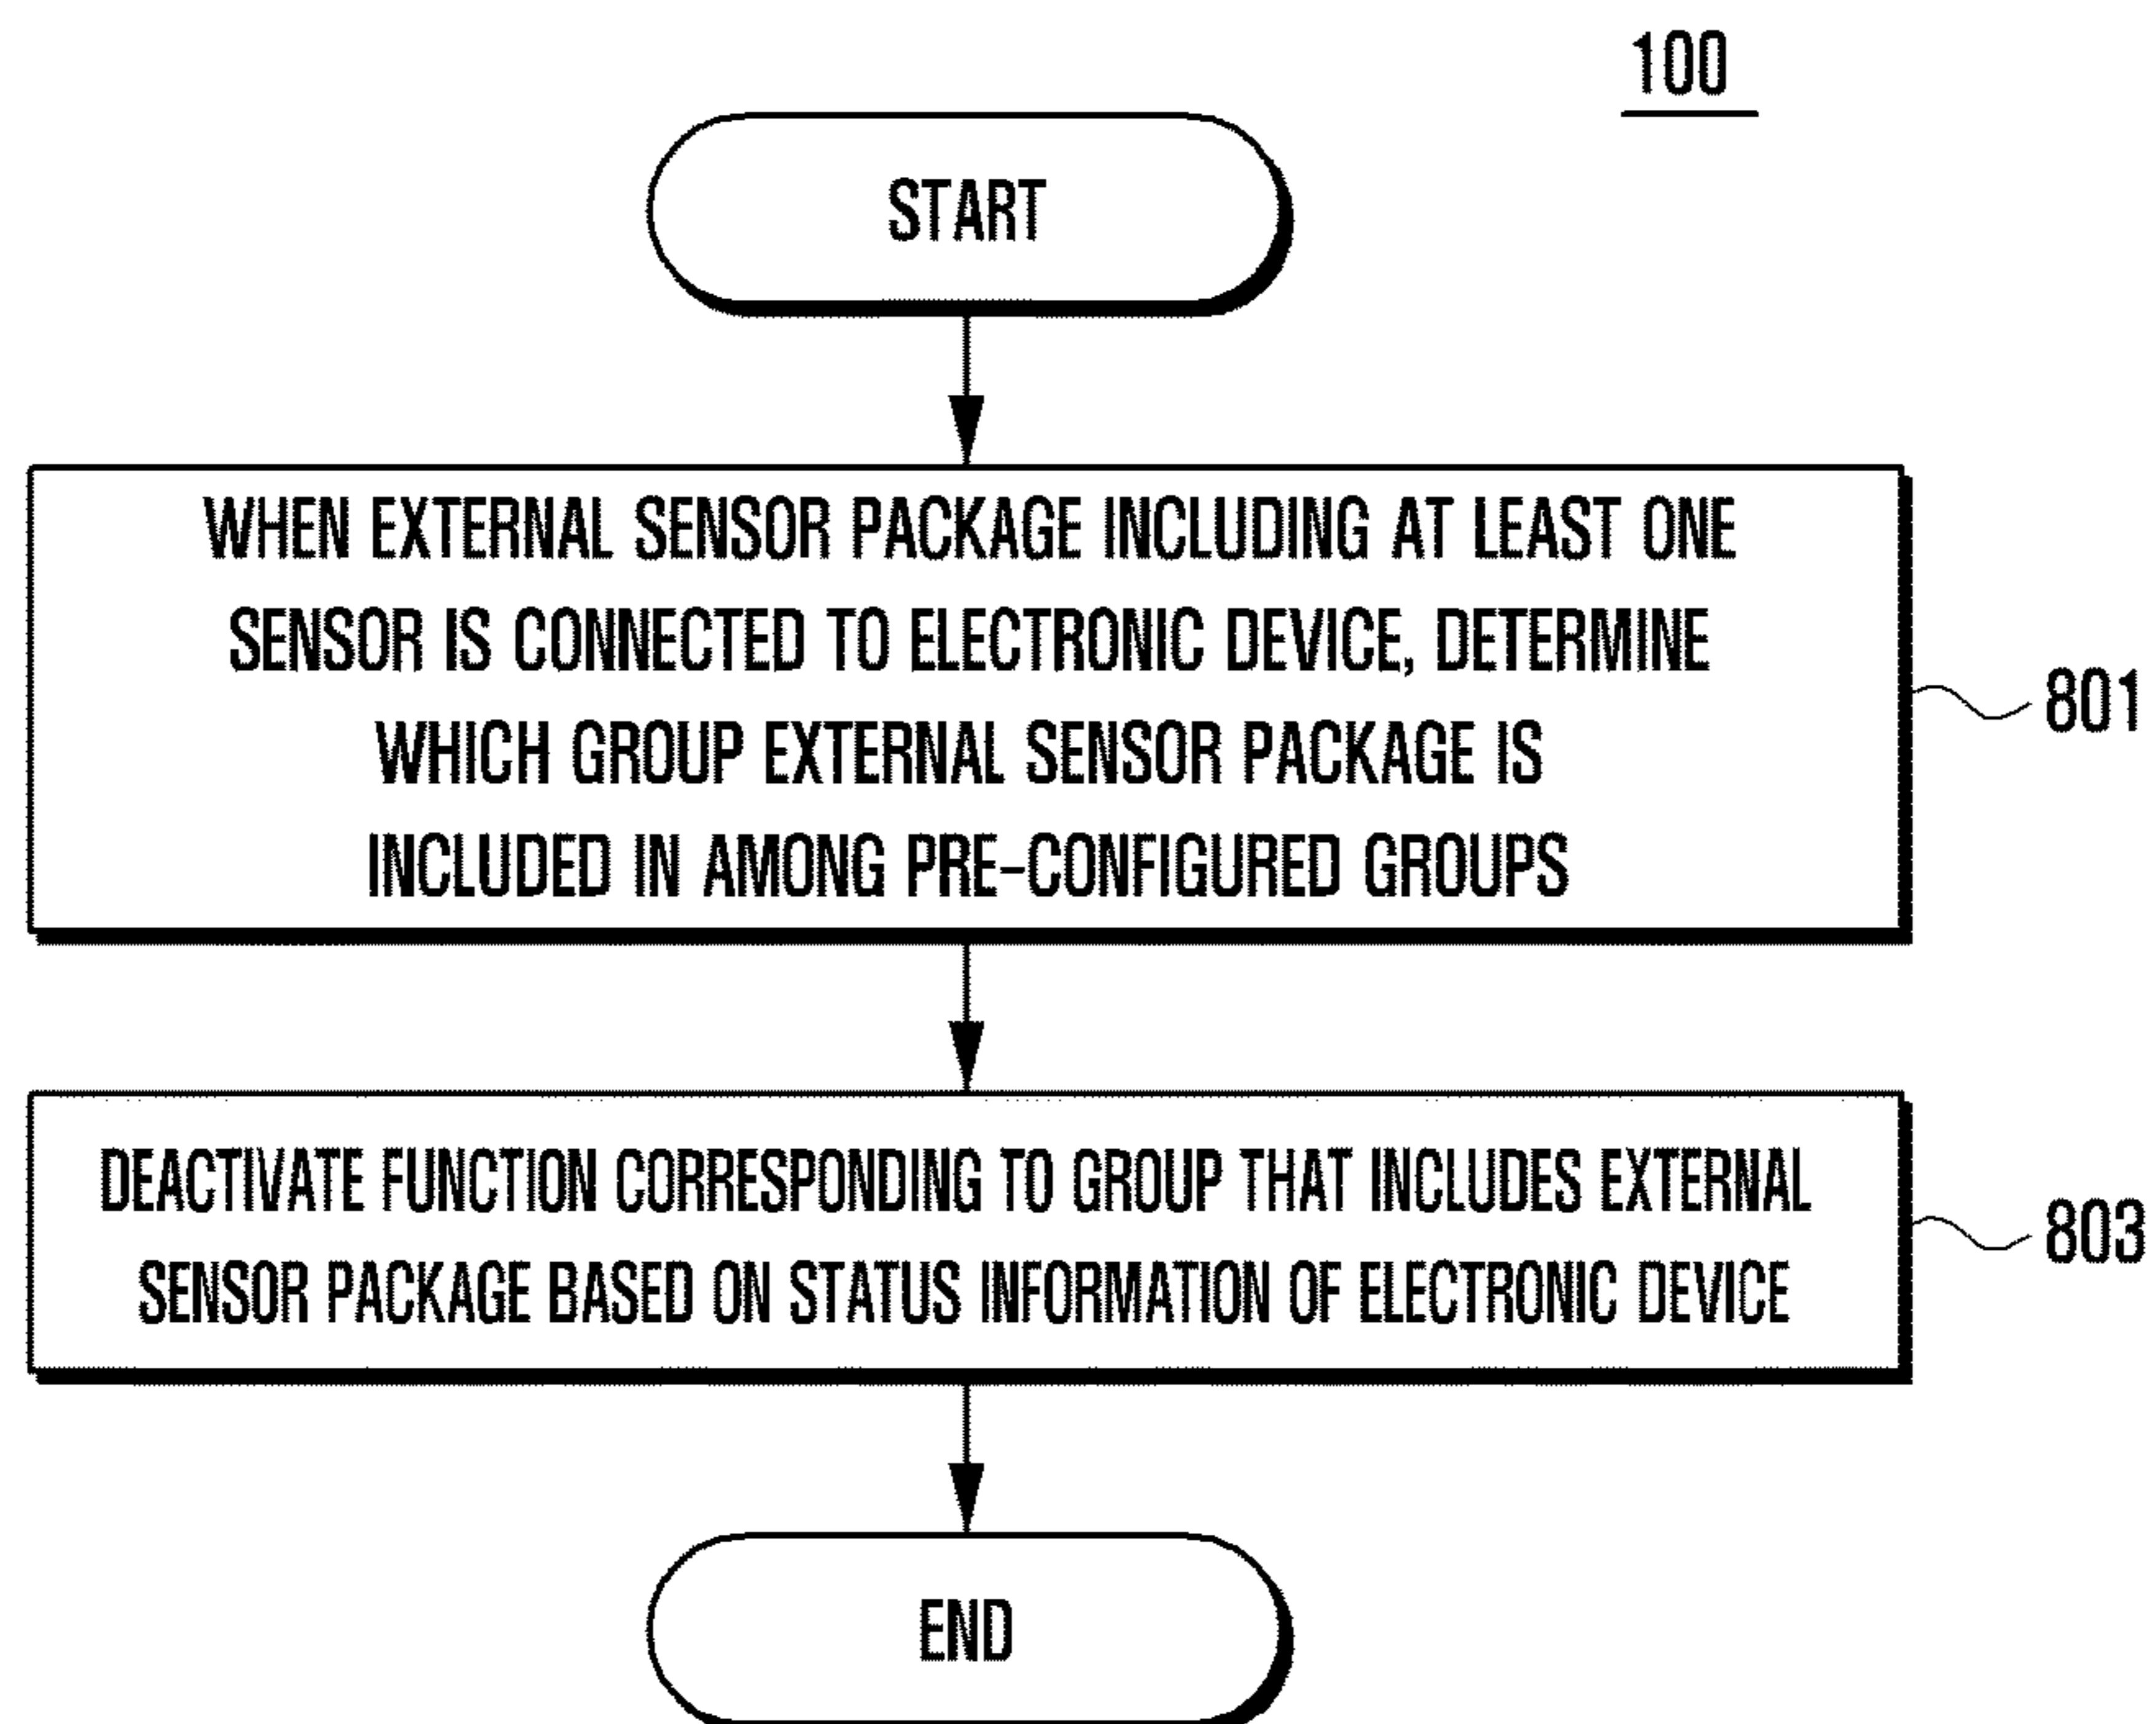 100
START
WHEN EXTERNAL SENSOR PACKAGE INCLUDING AT LEAST ONE
SENSOR IS CONNECTED TO ELECTRONIC DEVICE, DETERMINE
WHICH GROUP EXTERNAL SENSOR PACKAGE IS
INCLUDED IN AMONG PRE-CONFIGURED GROUPS
801
DEACTIVATE FUNCTION CORRESPONDING TO GROUP THAT INCLUDES EXTERNAL
SENSOR PACKAGE BASED ON STATUS INFORMATION OF ELECTRONIC DEVICE
803
END